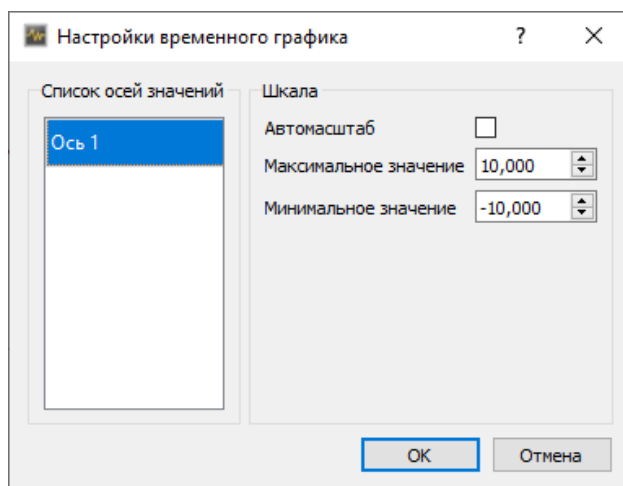 Настройки временного графика
?
Список осей значений
Ось 1
Шкала
Автомасштаб
Максимальное значение 10,000
Минимальное значение -10,000
OK
Отмена